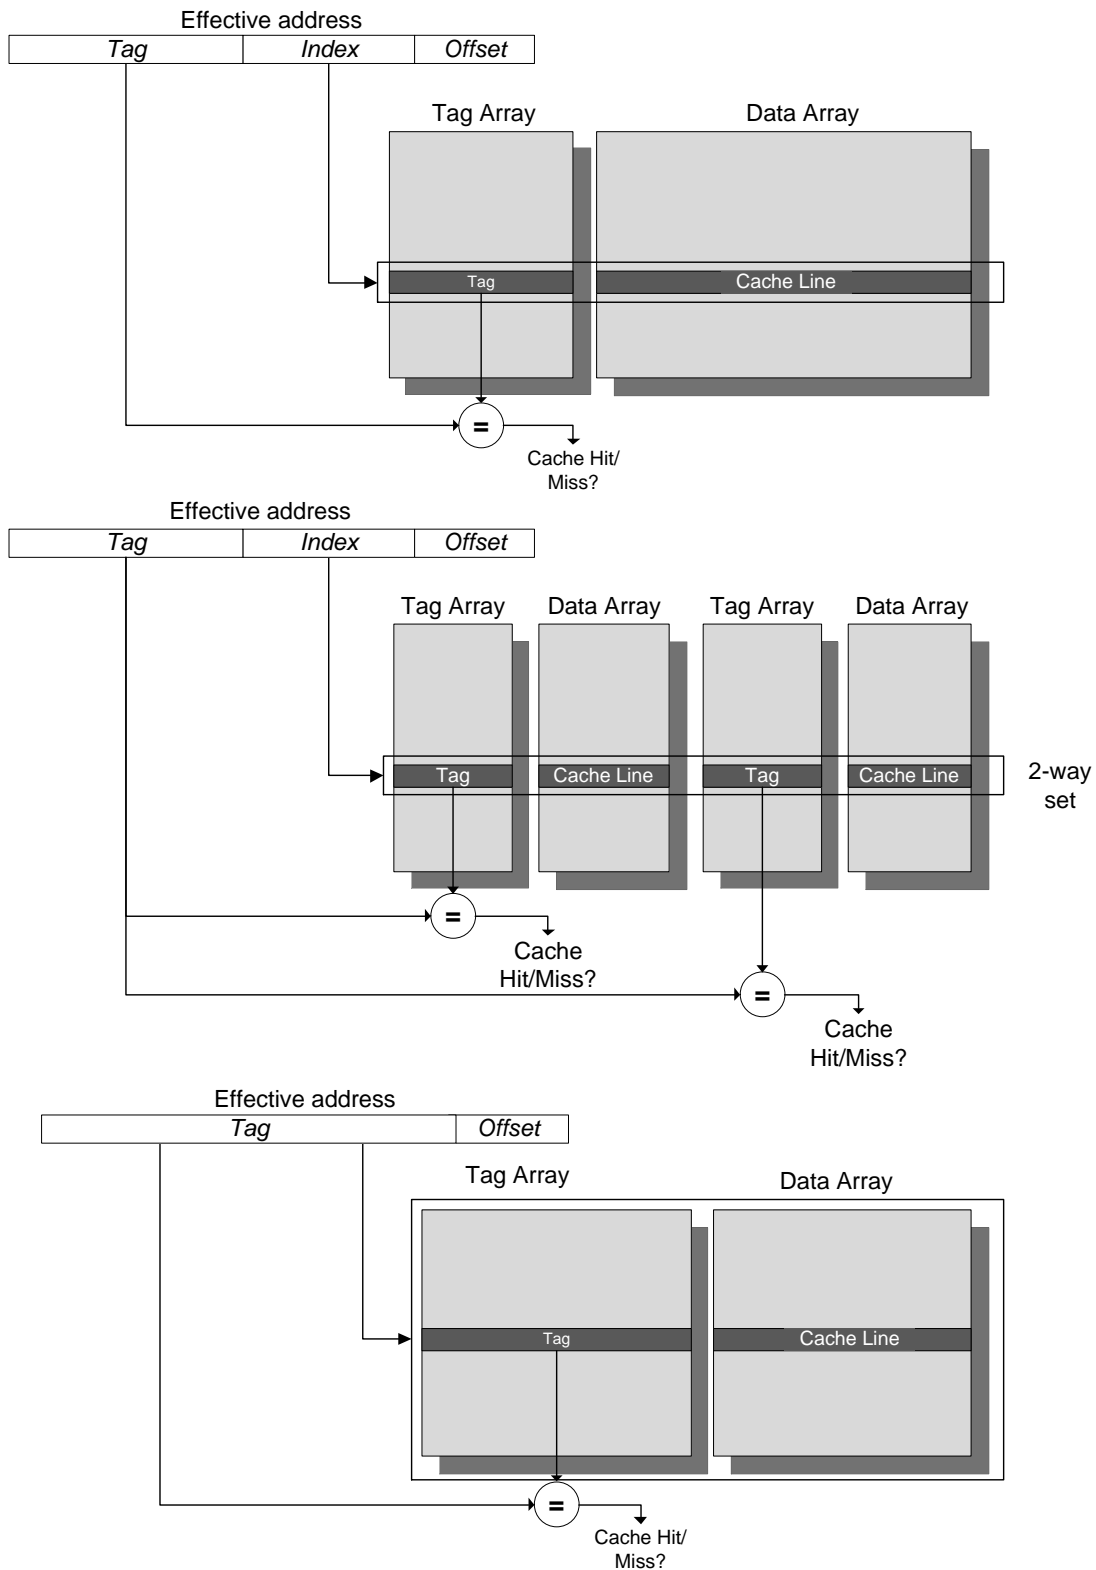 Effective address
Tag Index Offset
Tag Array Data Array
Tag Cache Line
=
Cache Hit/
Miss?
Effective address
Tag Index Offset
Tag Array Data Array Tag Array Data Array
Tag Cache Line Tag Cache Line
2-way
set
=
Cache
Hit/Miss?
=
Cache
Hit/Miss?
Effective address
Tag Offset
Tag Array Data Array
Tag Cache Line
=
Cache Hit/
Miss?